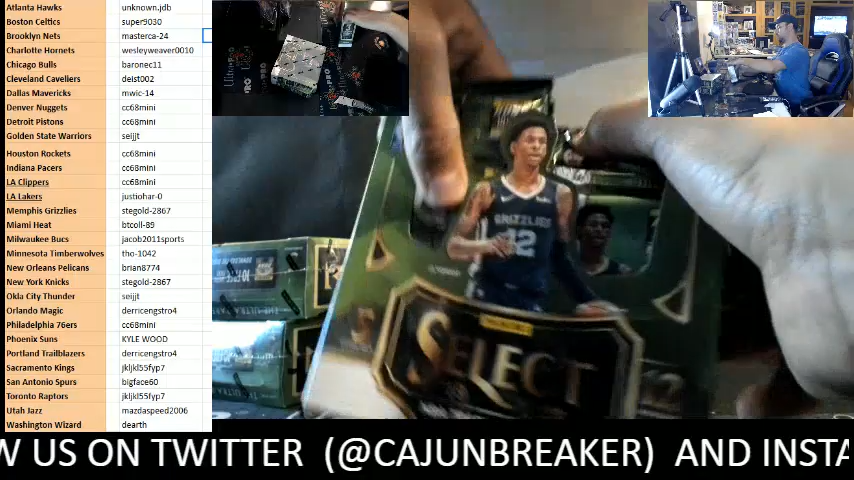 Atlanta Hawks unknown.jdb
Boston Celtics super9030
Brooklyn Nets masterca-24
Charlotte Hornets wesleyweaver0010
Chicago Bulls baronec11
Cleveland Cavaliers deist002
Dallas Mavericks mwic-14
Denver Nuggets cc68mini
Detroit Pistons cc68mini
Golden State Warriors seijjt
Houston Rockets cc68mini
Indiana Pacers cc68mini
LA Clippers cc68mini
LA Lakers justiohar-0
Memphis Grizzlies stegold-2867
Miami Heat btcoll-89
Milwaukee Bucs jacob2011sports
Minnesota Timberwolves tho-1042
New Orleans Pelicans brian8774
New York Knicks stegold-2867
Okla City Thunder seijjt
Orlando Magic derricengstro4
Philadelphia 76ers cc68mini
Phoenix Suns KYLE WOOD
Portland Trailblazers derricengstro4
Sacramento Kings jkljkl55fyp7
San Antonio Spurs bigface60
Toronto Raptors jkljkl55fyp7
Utah Jazz mazdaspeed2006
Washington Wizard dearth
GRIZZLIES
12
SELECT
W US ON TWITTER (@CAJUNBREAKER) AND INSTA